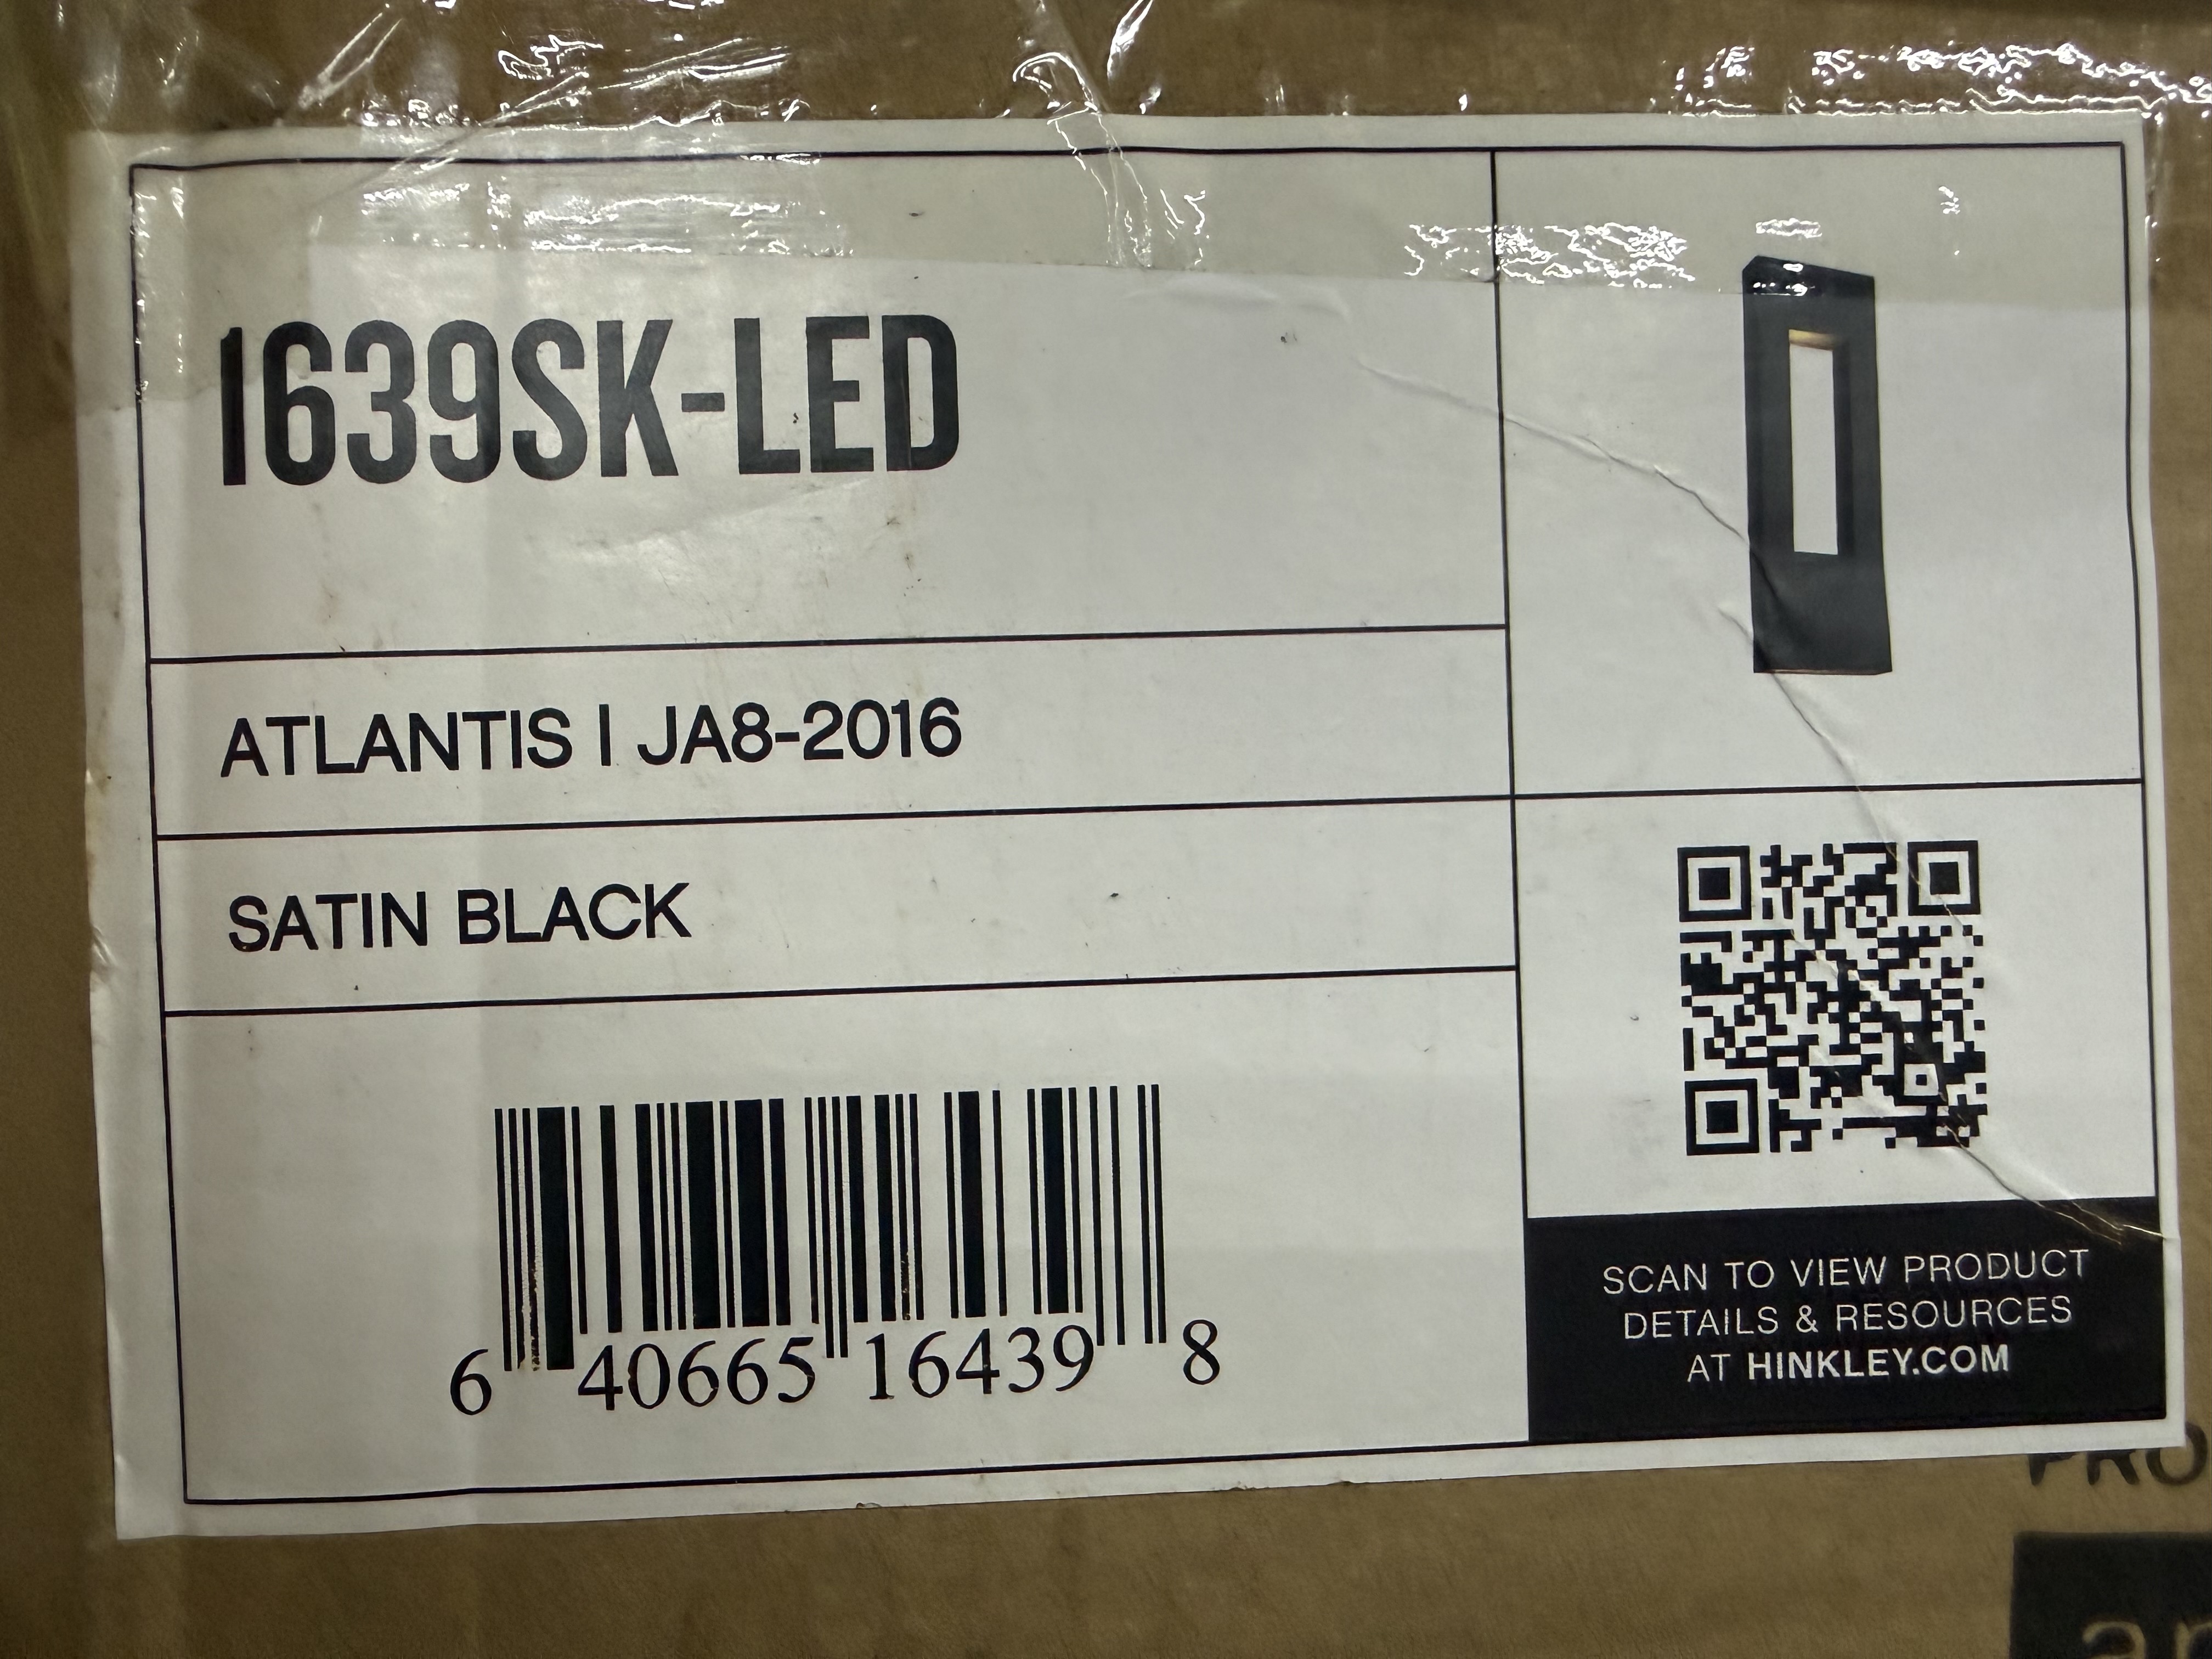 1639SK-LED
ATLANTIS | JA8-2016
SATIN BLACK
6 40665 16439 8
SCAN TO VIEW PRODUCT
DETAILS & RESOURCES
AT HINKLEY.COM